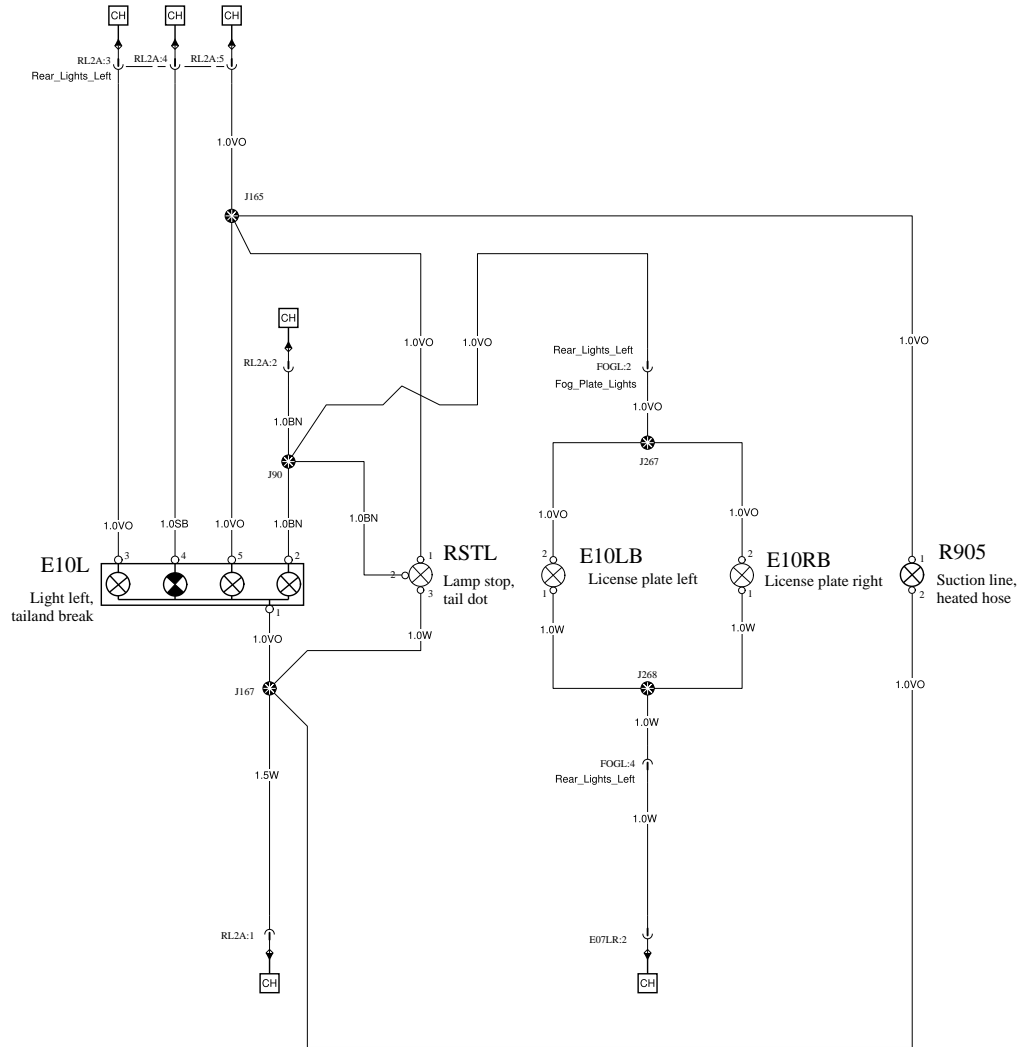 CH CH CH
RL2A:3 RL2A:4 RL2A:5
Rear_Lights_Left
1.0VO
J165
CH
1.0VO 1.0VO 1.0VO
Rear_Lights_Left
RL2A:2 FOGL:2
Fog_Plate_Lights
1.0VO
1.0BN
J90 J267
1.0VO 1.0SB 1.0VO 1.0BN 1.0BN 1.0VO 1.0VO
3 4 5 2 1 2 2 1
E10L RSTL E10LB E10RB R905
2
Light left,
tailand break
Lamp stop,
tail dot
License plate left
License plate right
Suction line,
heated hose
1 3 1 1 2
1.0VO 1.0W 1.0W 1.0W
J167 J268 1.0VO
1.0W
1.5W FOGL:4
Rear_Lights_Left
1.0W
RL2A:1 E07LR:2
CH CH